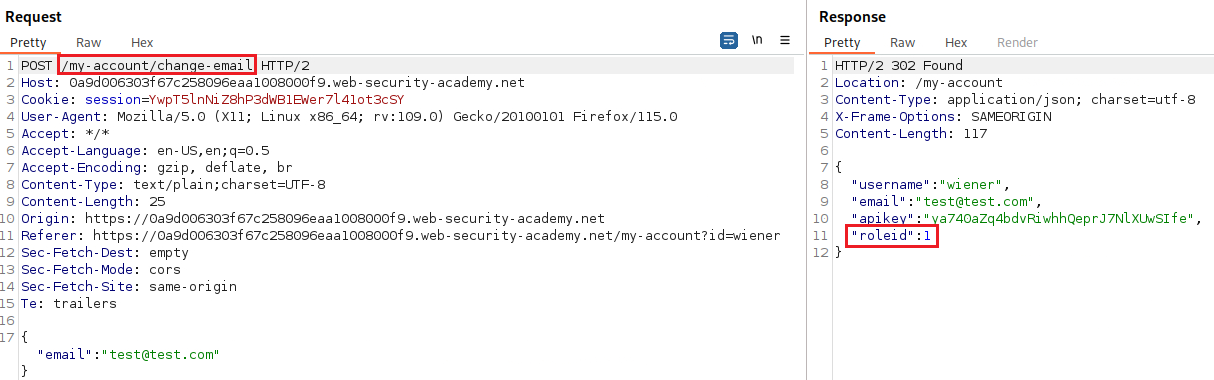 Request
Pretty Raw Hex \n
1 POST /my-account/change-email HTTP/2
2 Host: 0a9d006303f67c258096eaa1008000f9.web-security-academy.net
3 Cookie: session=YwpT5lnNiZ8hP3dWB1EWer7l41ot3cSY
4 User-Agent: Mozilla/5.0 (X11; Linux x86_64; rv:109.0) Gecko/20100101 Firefox/115.0
5 Accept: */*
6 Accept-Language: en-US,en;q=0.5
7 Accept-Encoding: gzip, deflate, br
8 Content-Type: text/plain;charset=UTF-8
9 Content-Length: 25
10 Origin: https://0a9d006303f67c258096eaa1008000f9.web-security-academy.net
11 Referer: https://0a9d006303f67c258096eaa1008000f9.web-security-academy.net/my-account?id=wiener
12 Sec-Fetch-Dest: empty
13 Sec-Fetch-Mode: cors
14 Sec-Fetch-Site: same-origin
15 Te: trailers
16
17 {
"email":"test@test.com"
}
Response
Pretty Raw Hex Render
1 HTTP/2 302 Found
2 Location: /my-account
3 Content-Type: application/json; charset=utf-8
4 X-Frame-Options: SAMEORIGIN
5 Content-Length: 117
6
7 {
8 "username":"wiener",
9 "email":"test@test.com",
10 "apikey":"ya740aZq4bdvRiwhhQeprJ7NlXUwSIfe",
11 "roleid":1
12 }